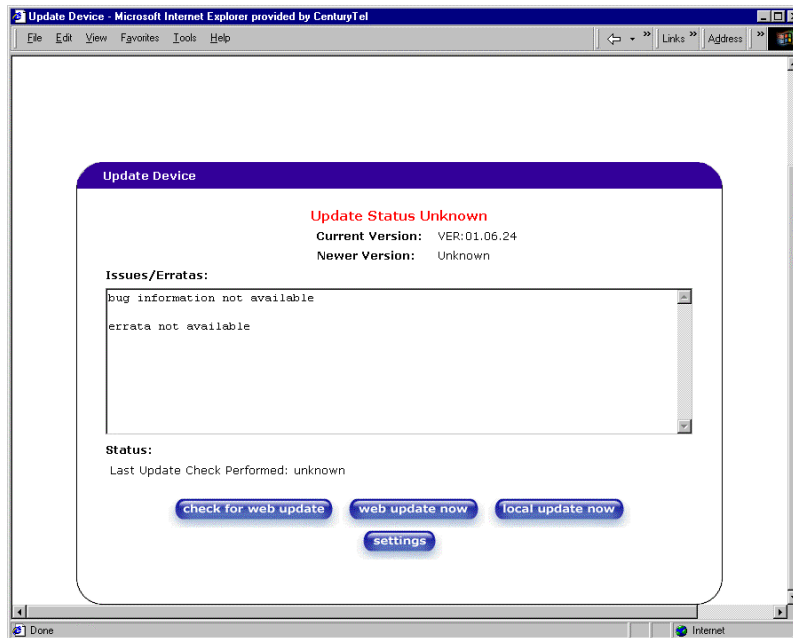 Update Device - Microsoft Internet Explorer provided by CenturyTel
File Edit View Favorites Tools Help Links » Address »
Update Device
Update Status Unknown
Current Version: VER:01.06.24
Newer Version: Unknown
Issues/Erratas:
bug information not available
errata not available
Status:
Last Update Check Performed: unknown
check for web update web update now local update now
settings
Done Internet